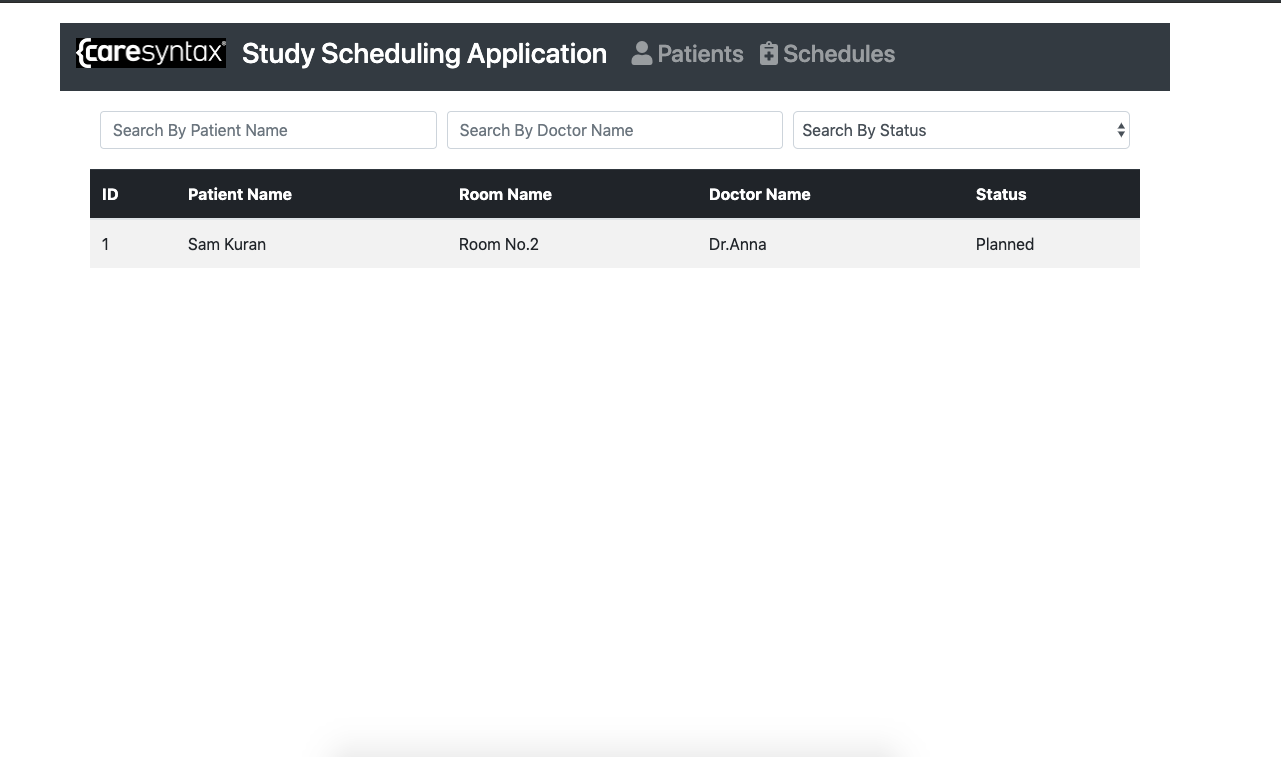 {caresyntax® Study Scheduling Application Patients Schedules
Search By Patient Name Search By Doctor Name Search By Status
ID Patient Name Room Name Doctor Name Status
1 Sam Kuran Room No.2 Dr.Anna Planned